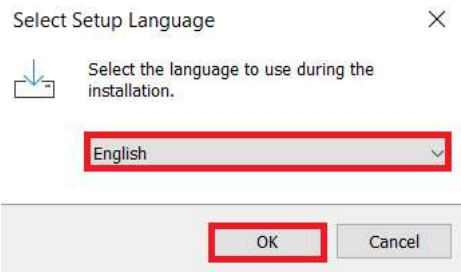 Select Setup Language
Select the language to use during the
installation.
English
OK
Cancel